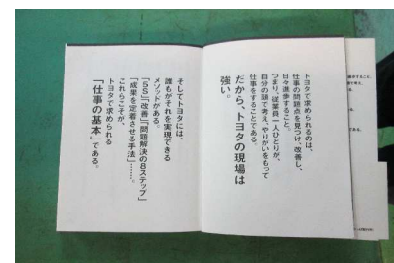 トヨタで求められるのは、
仕事の問題点を見つけ、改善し、
日々進歩すること。
つまり、従業員一人ひとりが、
自分の頭で考え、やりがいをもって
仕事をすることである。
だから、トヨタの現場は
強い。
そしてトヨタには、
誰もがそれを実現できる
メソッドがある。
「5S」「改善」「問題解決の8ステップ」
「成果を定着させる手法」……。
これらこそが、
トヨタで求められる
「仕事の基本」である。